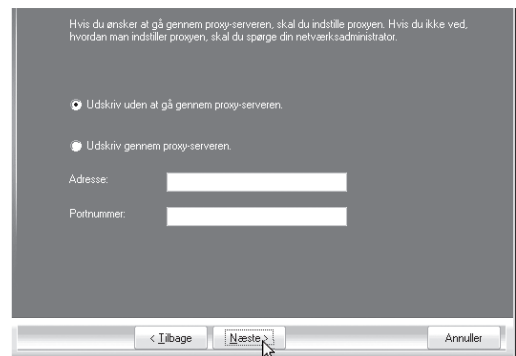 Hvis du ønsker at gå gennem proxy-serveren, skal du indstille proxyen. Hvis du ikke ved,
hvordan man indstiller proxyen, skal du spørge din netværksadministrator.
Udskriv uden at gå gennem proxy-serveren.
Udskriv gennem proxy-serveren.
Adresse:
Portnummer:
< Tilbage Næste > Annuller